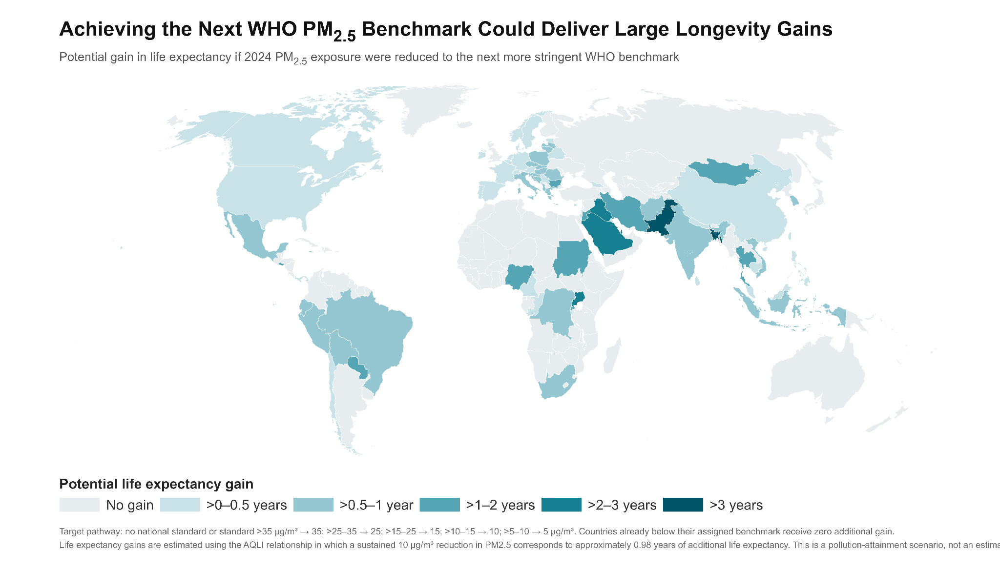 Achieving the Next WHO PM2.5 Benchmark Could Deliver Large Longevity Gains
Potential gain in life expectancy if 2024 PM2.5 exposure were reduced to the next more stringent WHO benchmark
Potential life expectancy gain
No gain >0–0.5 years >0.5–1 year >1–2 years >2–3 years >3 years
Target pathway: no national standard or standard >35 µg/m³ → 35; >25–35 → 25; >15–25 → 15; >10–15 → 10; >5–10 → 5 µg/m³. Countries already below their assigned benchmark receive zero additional gain.
Life expectancy gains are estimated using the AQLI relationship in which a sustained 10 µg/m³ reduction in PM2.5 corresponds to approximately 0.98 years of additional life expectancy. This is a pollution-attainment scenario, not an